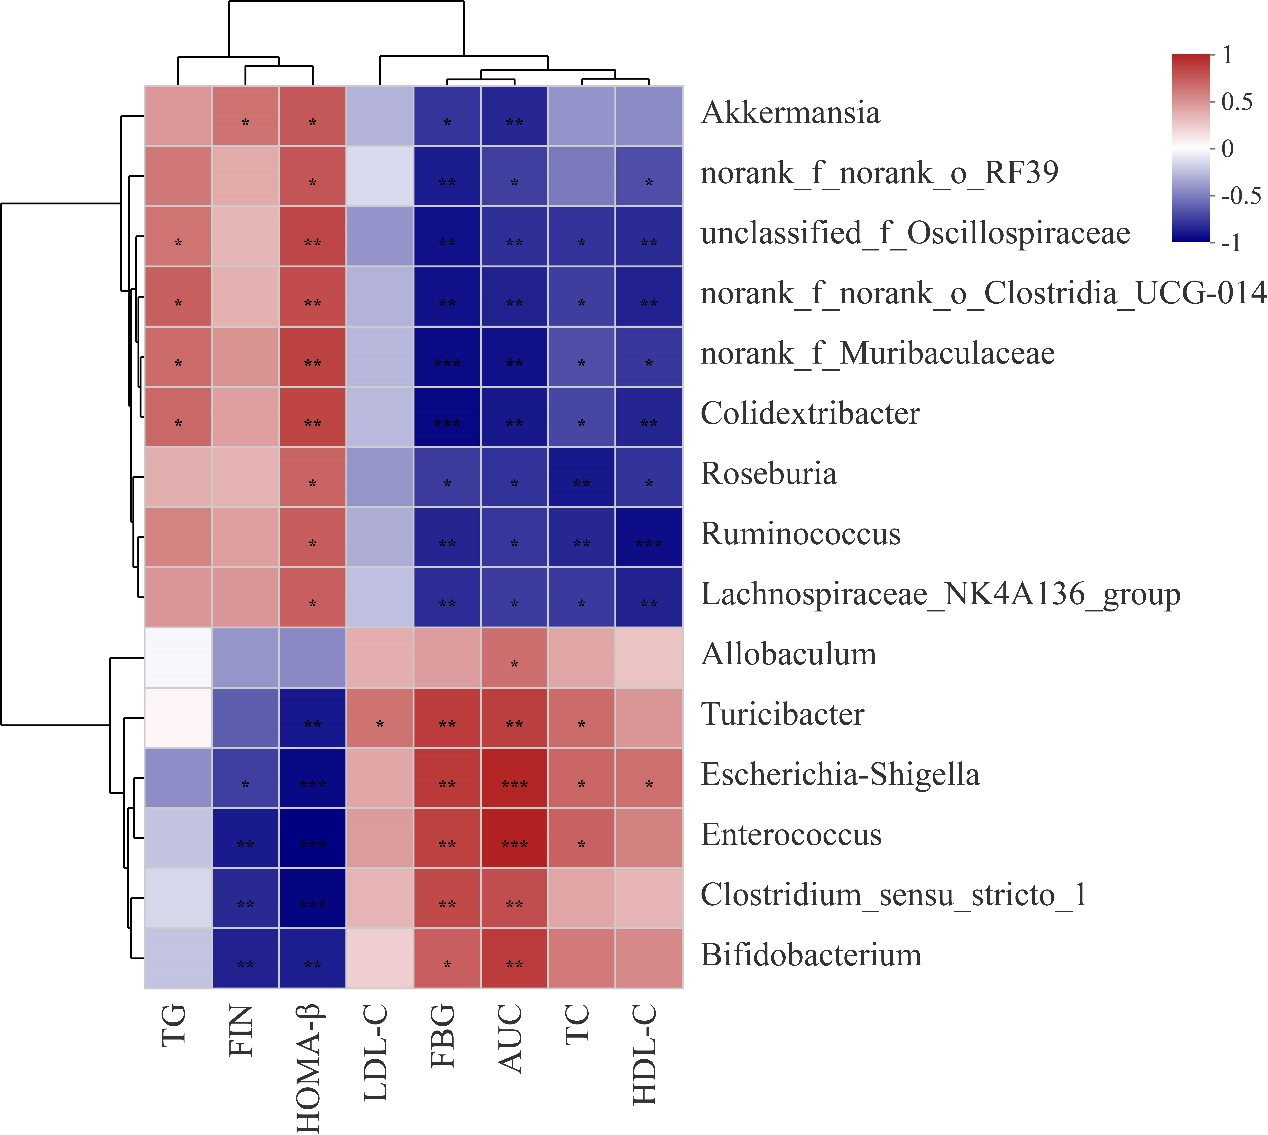 1
0.5
0
-0.5
-1
Akkermansia
* * * **
norank_f_norank_o_RF39
* ** * *
unclassified_f_Oscillospiraceae
* ** ** ** * **
norank_f_norank_o_Clostridia_UCG-014
* ** ** ** * **
norank_f_Muribaculaceae
* ** *** ** * *
Colidextribacter
* ** *** ** * **
Roseburia
* * * ** *
Ruminococcus
* ** * ** ***
Lachnospiraceae_NK4A136_group
* ** * * **
Allobaculum
*
Turicibacter
** * ** ** *
Escherichia-Shigella
* *** ** *** * *
Enterococcus
** *** ** *** *
Clostridium_sensu_stricto_1
** *** ** **
Bifidobacterium
** ** * **
TG
FIN
HOMA-β
LDL-C
FBG
AUC
TC
HDL-C